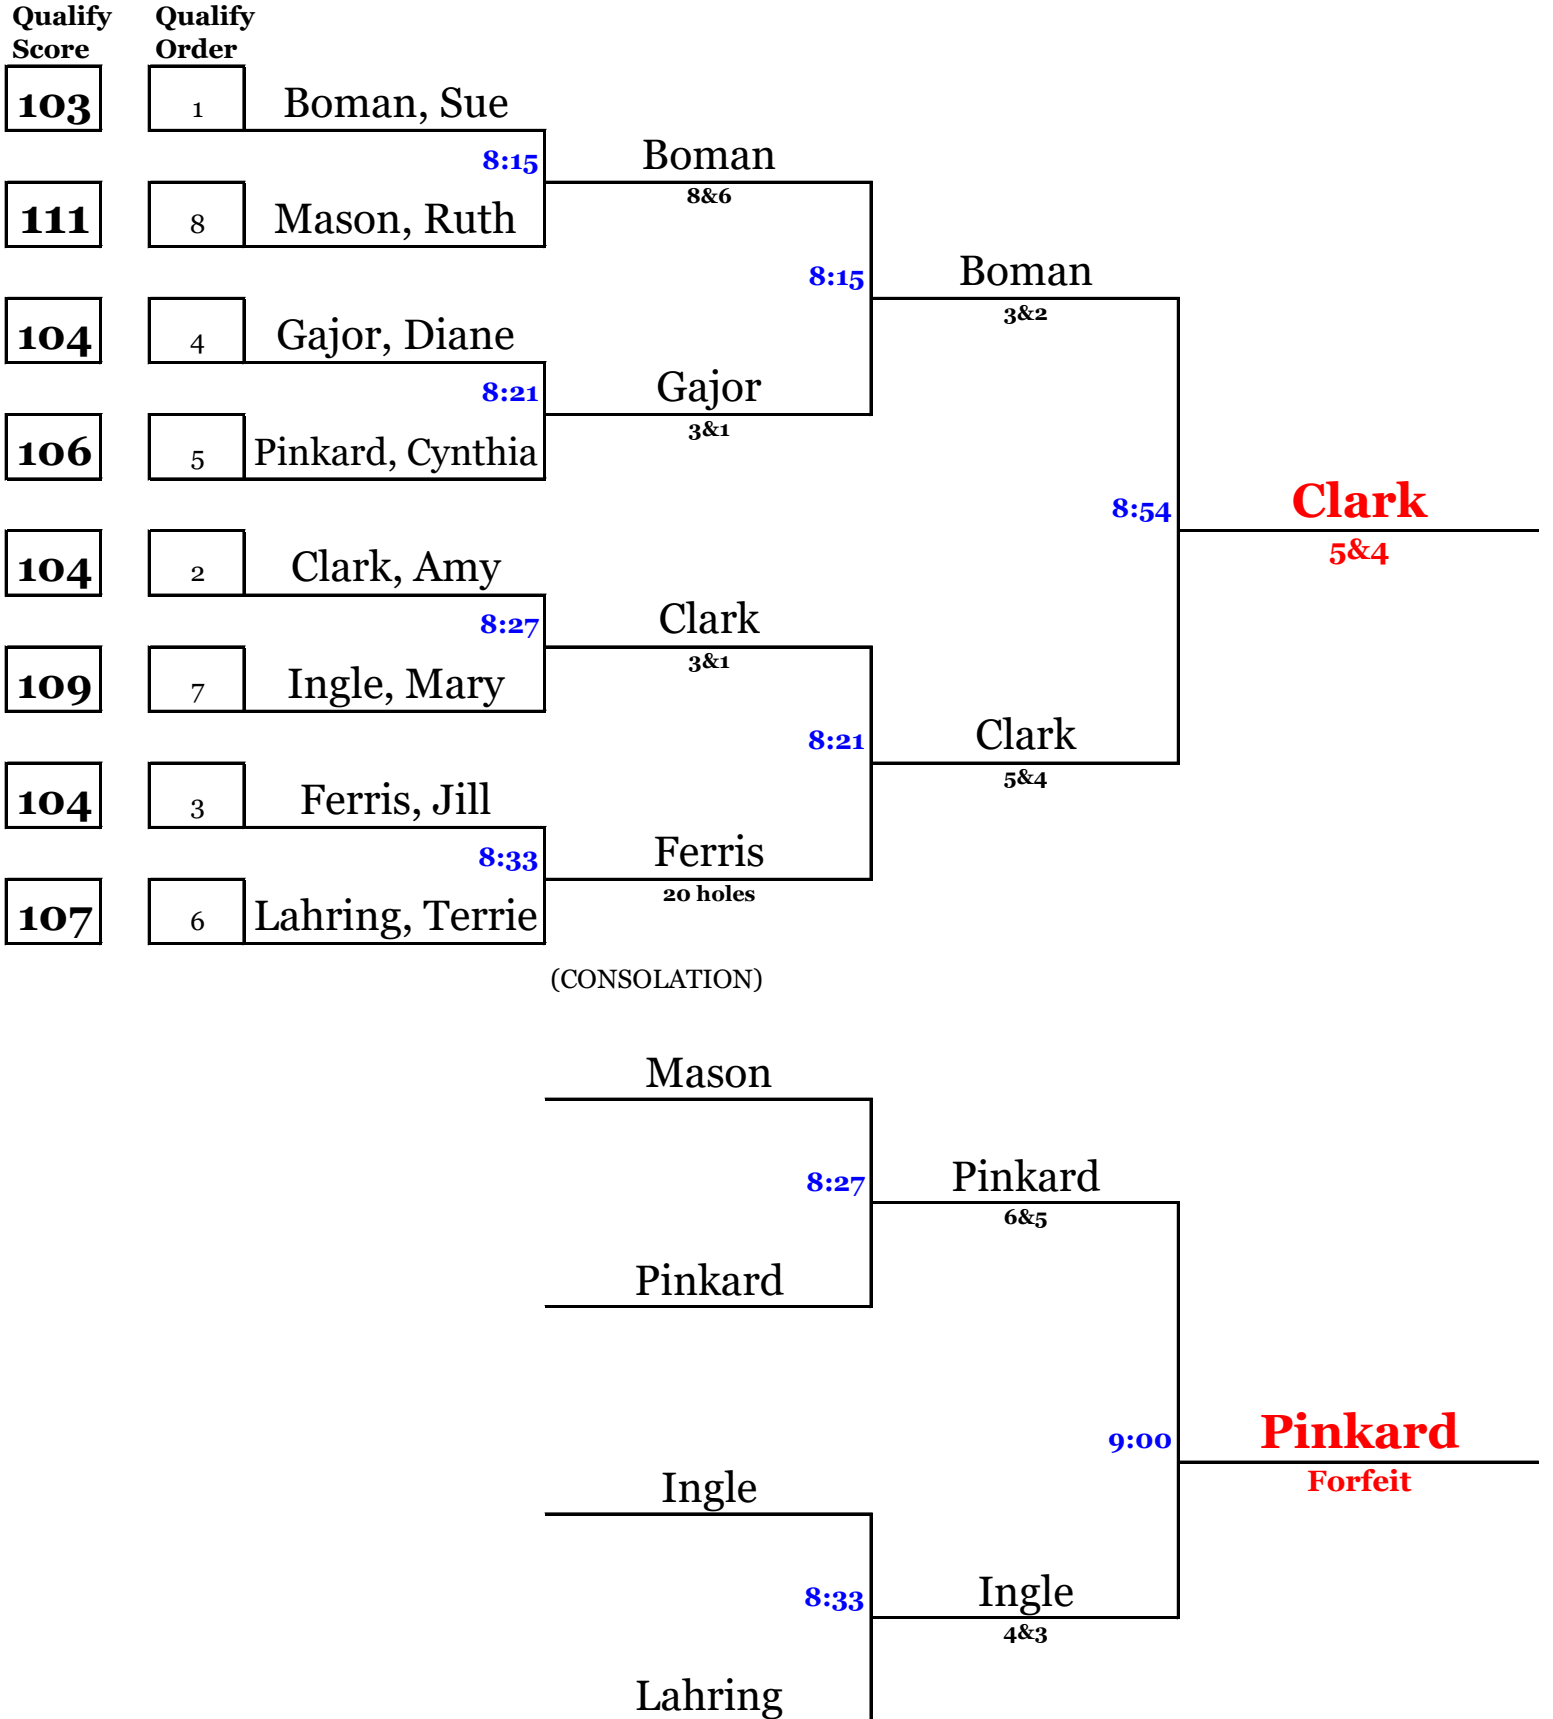 Qualify Qualify
Score Order
103 1 Boman, Sue
8:15 Boman
8&6
111 8 Mason, Ruth
8:15 Boman
3&2
104 4 Gajor, Diane
8:21 Gajor
3&1
106 5 Pinkard, Cynthia
8:54 Clark
5&4
104 2 Clark, Amy
8:27 Clark
3&1
109 7 Ingle, Mary
8:21 Clark
5&4
104 3 Ferris, Jill
8:33 Ferris
20 holes
107 6 Lahring, Terrie
(CONSOLATION)
Mason
8:27 Pinkard
6&5
Pinkard
9:00 Pinkard
Forfeit
Ingle
8:33 Ingle
4&3
Lahring